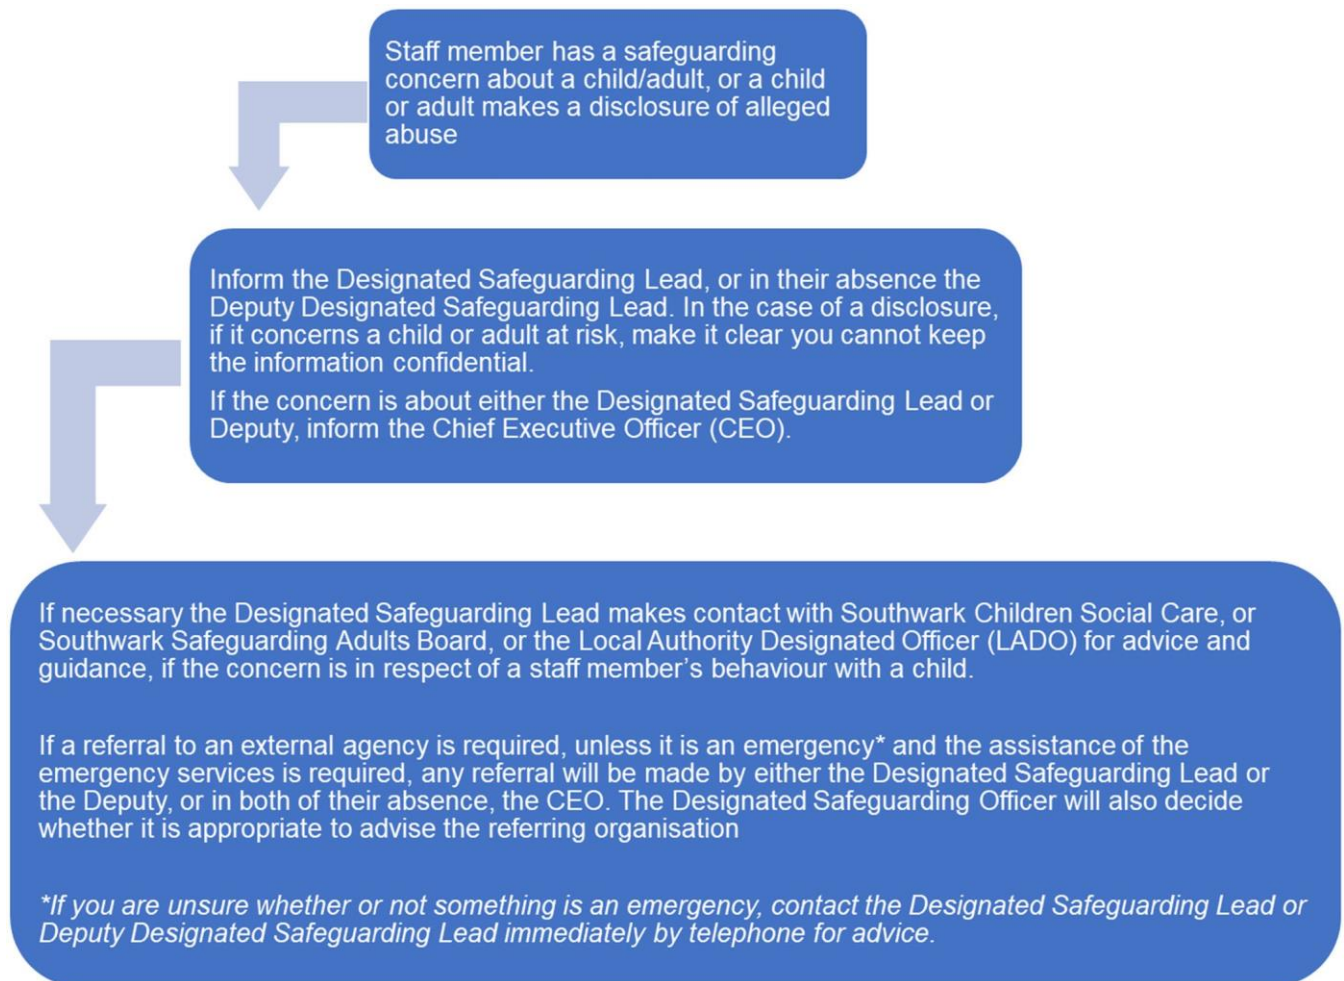 Staff member has a safeguarding
concern about a child/adult, or a child
or adult makes a disclosure of alleged
abuse
Inform the Designated Safeguarding Lead, or in their absence the
Deputy Designated Safeguarding Lead. In the case of a disclosure,
if it concerns a child or adult at risk, make it clear you cannot keep
the information confidential.
If the concern is about either the Designated Safeguarding Lead or
Deputy, inform the Chief Executive Officer (CEO).
If necessary the Designated Safeguarding Lead makes contact with Southwark Children Social Care, or
Southwark Safeguarding Adults Board, or the Local Authority Designated Officer (LADO) for advice and
guidance, if the concern is in respect of a staff member’s behaviour with a child.
If a referral to an external agency is required, unless it is an emergency* and the assistance of the
emergency services is required, any referral will be made by either the Designated Safeguarding Lead or
the Deputy, or in both of their absence, the CEO. The Designated Safeguarding Officer will also decide
whether it is appropriate to advise the referring organisation
*If you are unsure whether or not something is an emergency, contact the Designated Safeguarding Lead or
Deputy Designated Safeguarding Lead immediately by telephone for advice.